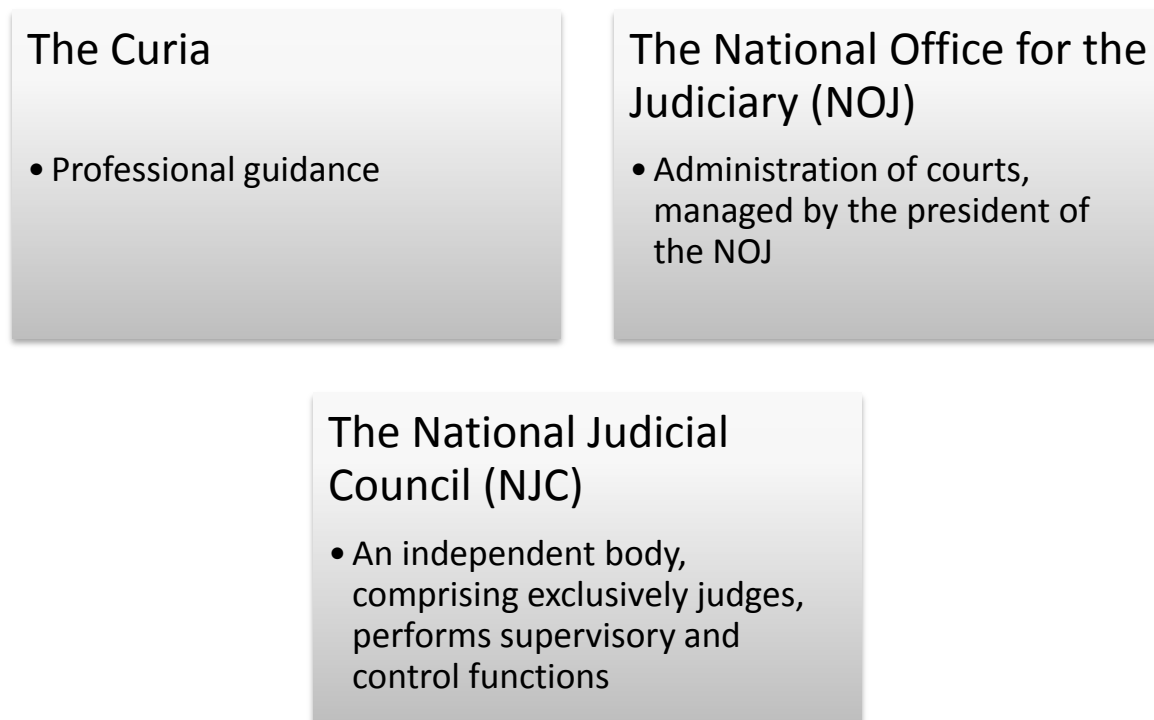 The Curia
• Professional guidance
The National Office for the
Judiciary (NOJ)
• Administration of courts,
managed by the president of
the NOJ
The National Judicial
Council (NJC)
• An independent body,
comprising exclusively judges,
performs supervisory and
control functions